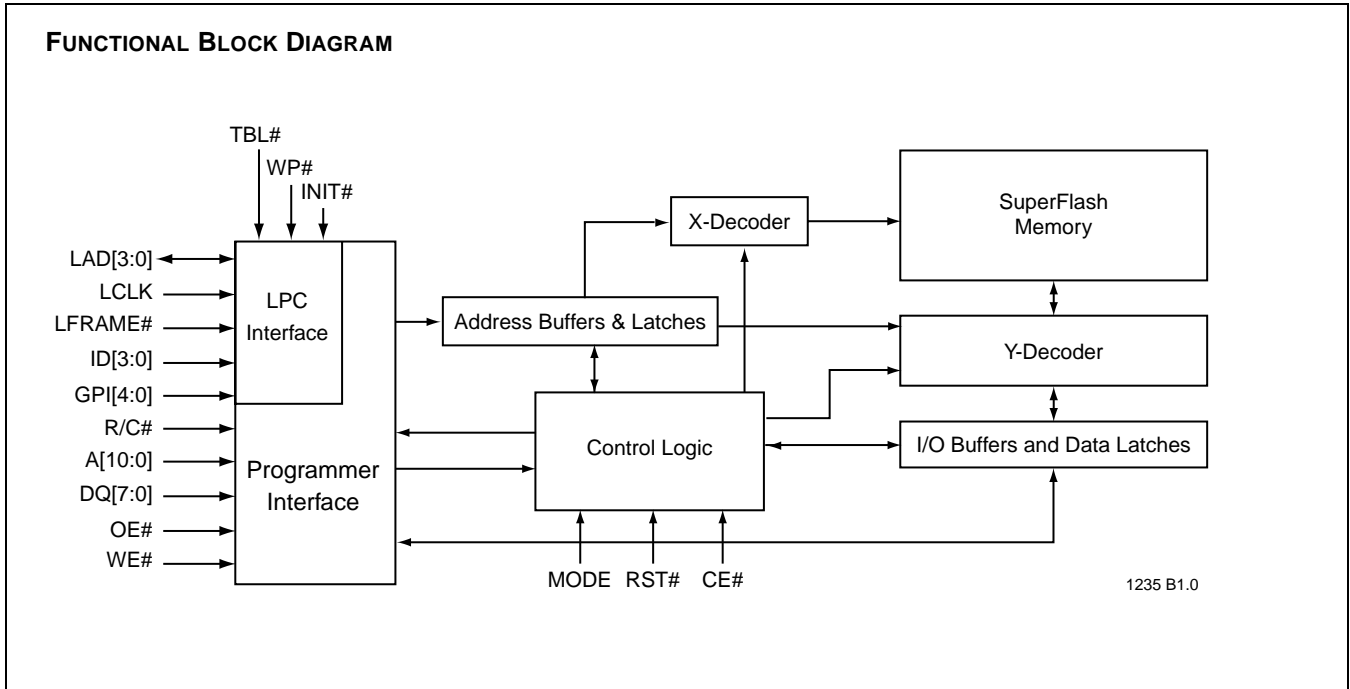 FUNCTIONAL BLOCK DIAGRAM
TBL#
WP#
INIT#
LAD[3:0]
LCLK
LFRAME#
ID[3:0]
GPI[4:0]
R/C#
A[10:0]
DQ[7:0]
OE#
WE#
LPC
Interface
Programmer
Interface
Address Buffers & Latches
X-Decoder
SuperFlash
Memory
Y-Decoder
Control Logic
I/O Buffers and Data Latches
MODE RST# CE#
1235 B1.0